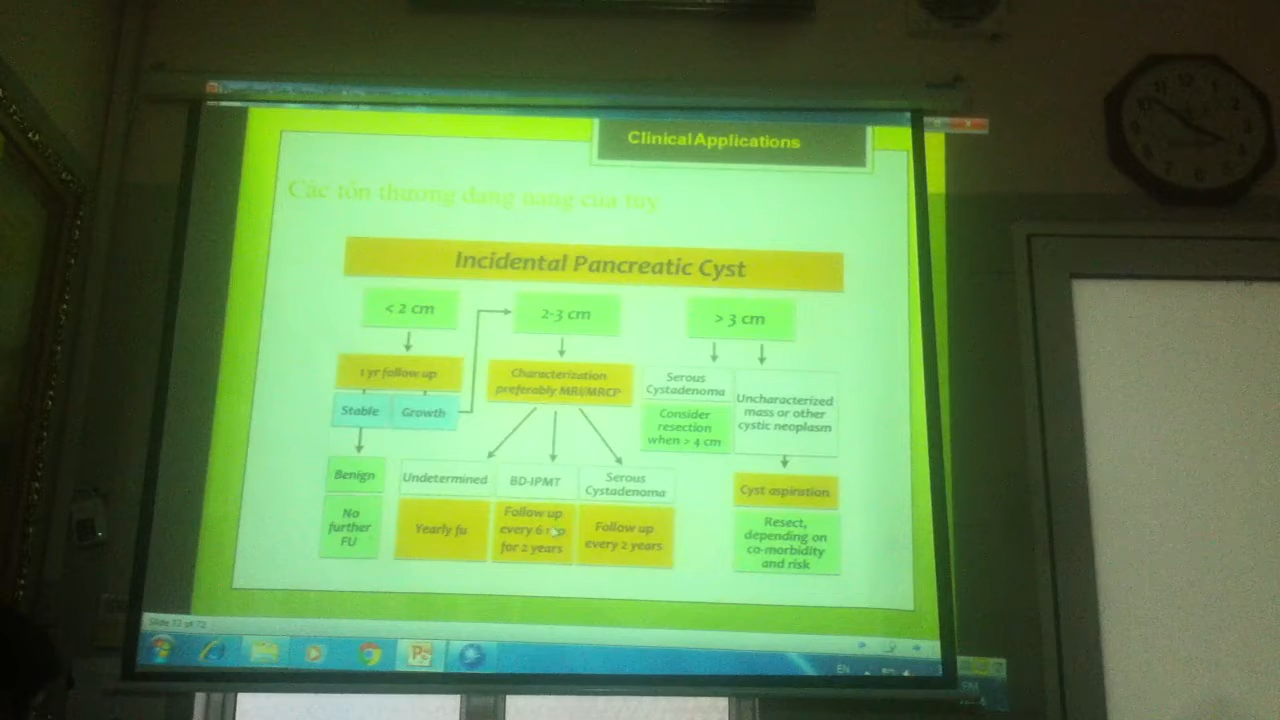 Clinical Applications
Các tổn thương dạng nang của tụy
Incidental Pancreatic Cyst
< 2 cm
2-3 cm
> 3 cm
1 yr follow up
Stable
Growth
Benign
No
further
FU
Characterization
preferably MRI/MRCP
Undetermined
Yearly fu
BD-IPMT
Follow up
every 6
for 2 years
Serous
Cystadenoma
Follow up
every 2 years
Serous
Cystadenoma
Consider
resection
when > 4 cm
Uncharacterized
mass or other
cystic neoplasm
Cyst aspiration
Resect,
depending on
co-morbidity
and risk
EN